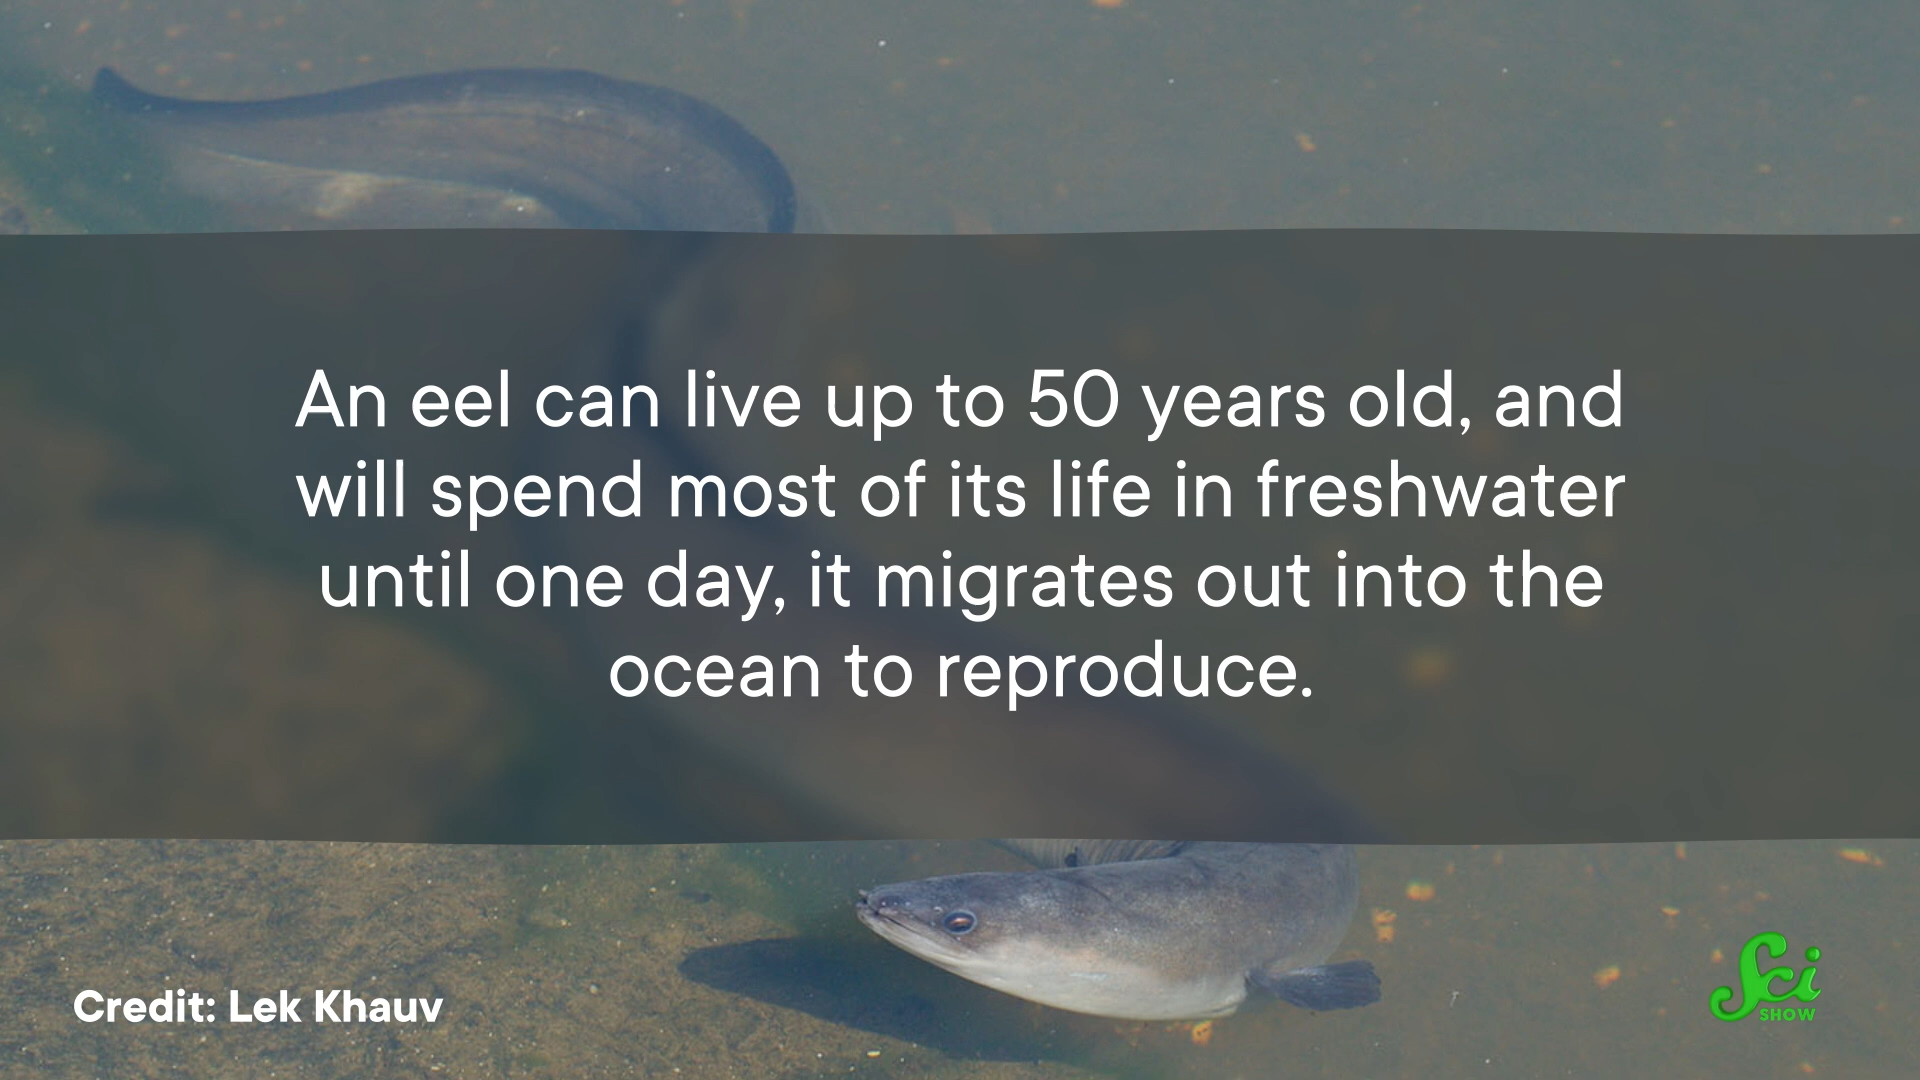 An eel can live up to 50 years old, and
will spend most of its life in freshwater
until one day, it migrates out into the
ocean to reproduce.
Credit: Lek Khauv
Sci
SHOW